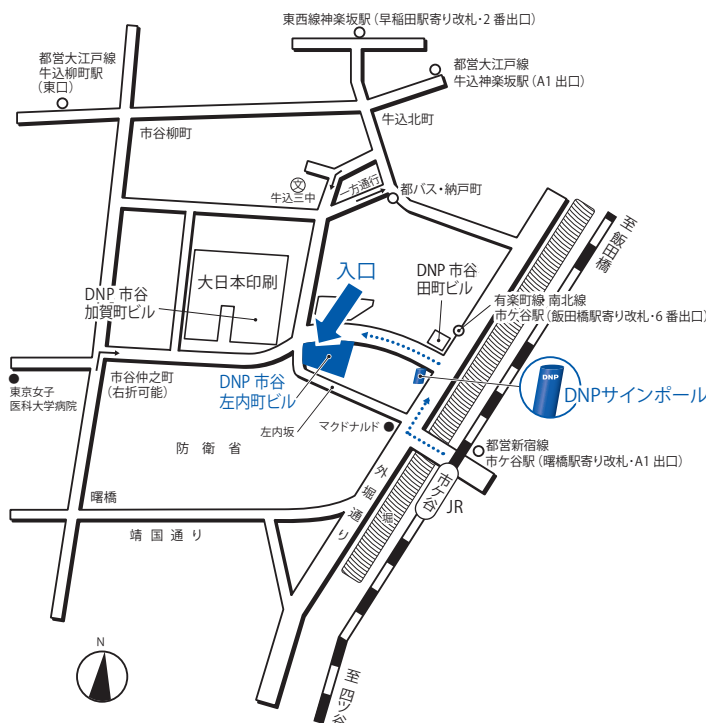 東西線神楽坂駅（早稲田駅寄り改札・2番出口）
都営大江戸線
牛込柳町駅
（東口）
都営大江戸線
牛込神楽坂駅（A1出口）
市谷柳町
牛込北町
牛込三中
文
一方通行
都バス・納戸町
至飯田橋
大日本印刷
入口
DNP 市谷
田町ビル
DNP 市谷
加賀町ビル
有楽町線・南北線
市ケ谷駅（飯田橋駅寄り改札・6番出口）
市谷仲之町
（右折可能）
DNP 市谷
左内町ビル
DNP
DNPサインポール
東京女子
医科大学病院
左内坂
マクドナルド
防衛省
都営新宿線
市ケ谷駅（曙橋駅寄り改札・A1出口）
外堀通り
堀
市ケ谷
JR
曙橋
靖国通り
N
至四ツ谷